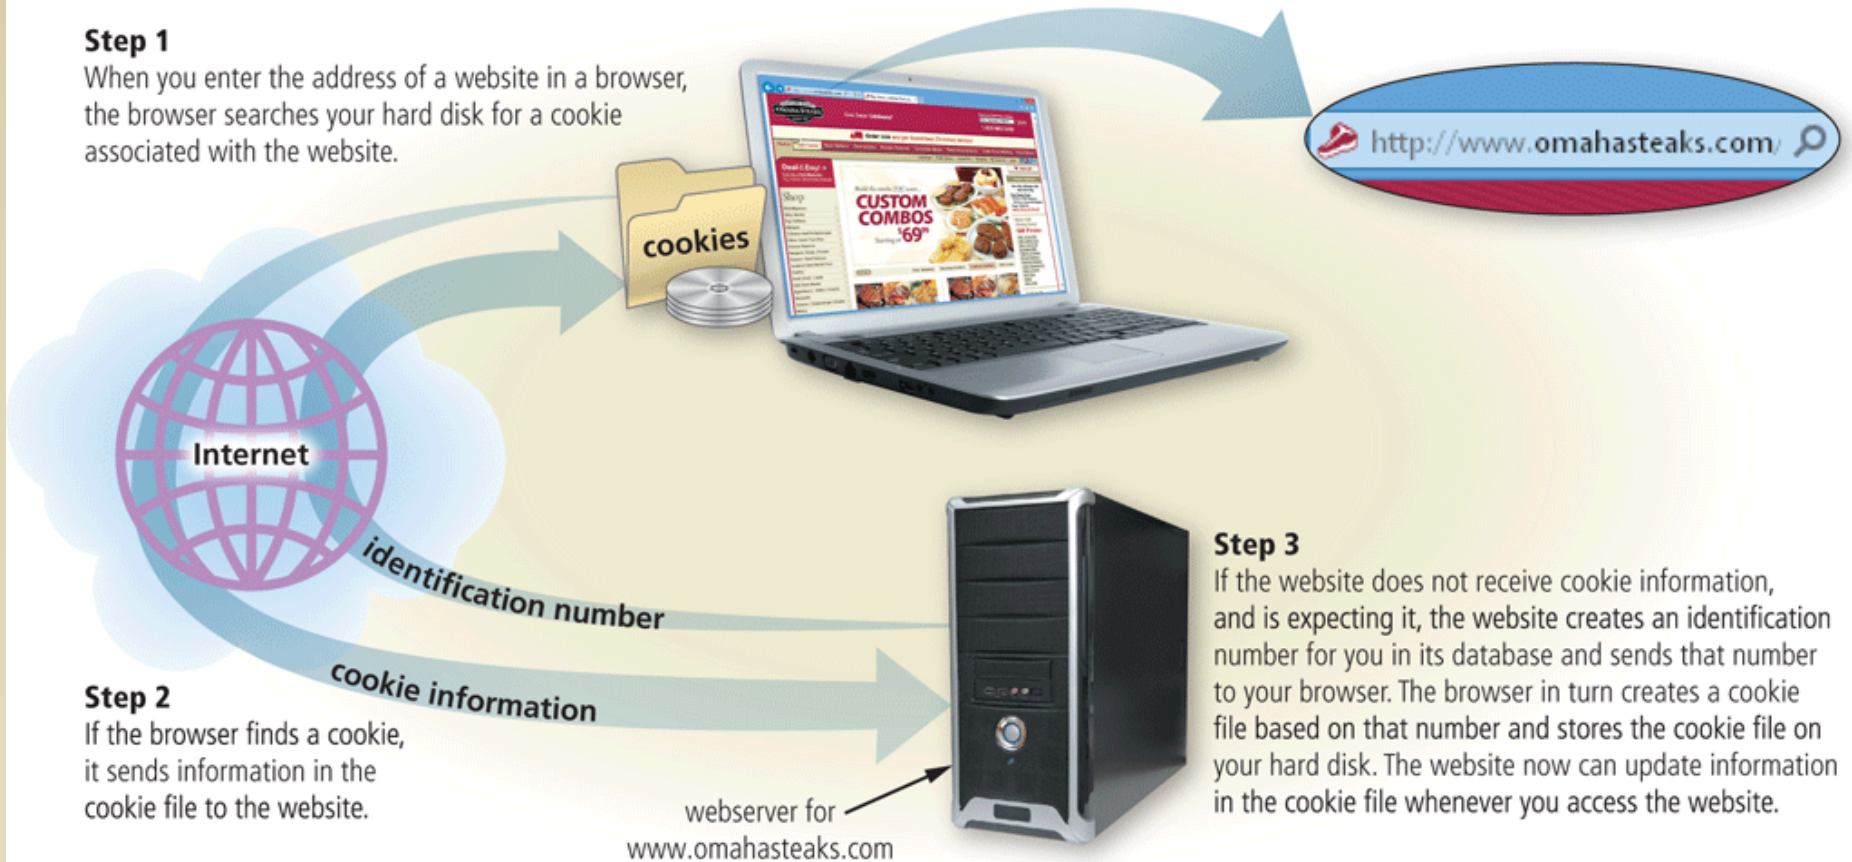 Step 1
When you enter the address of a website in a browser,
the browser searches your hard disk for a cookie
associated with the website.
http://www.omahasteaks.com/
cookies
CUSTOM
COMBOS
$69
Shop
Internet
identification number
cookie information
Step 2
If the browser finds a cookie,
it sends information in the
cookie file to the website.
webserver for
www.omahasteaks.com
Step 3
If the website does not receive cookie information,
and is expecting it, the website creates an identification
number for you in its database and sends that number
to your browser. The browser in turn creates a cookie
file based on that number and stores the cookie file on
your hard disk. The website now can update information
in the cookie file whenever you access the website.